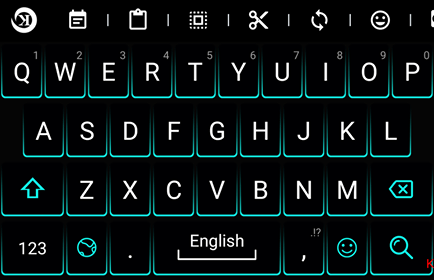 1 2 3 4 5 6 7 8 9 0
Q W E R T Y U I O P
A S D F G H J K L
Z X C V B N M
,!?
123 . English ,